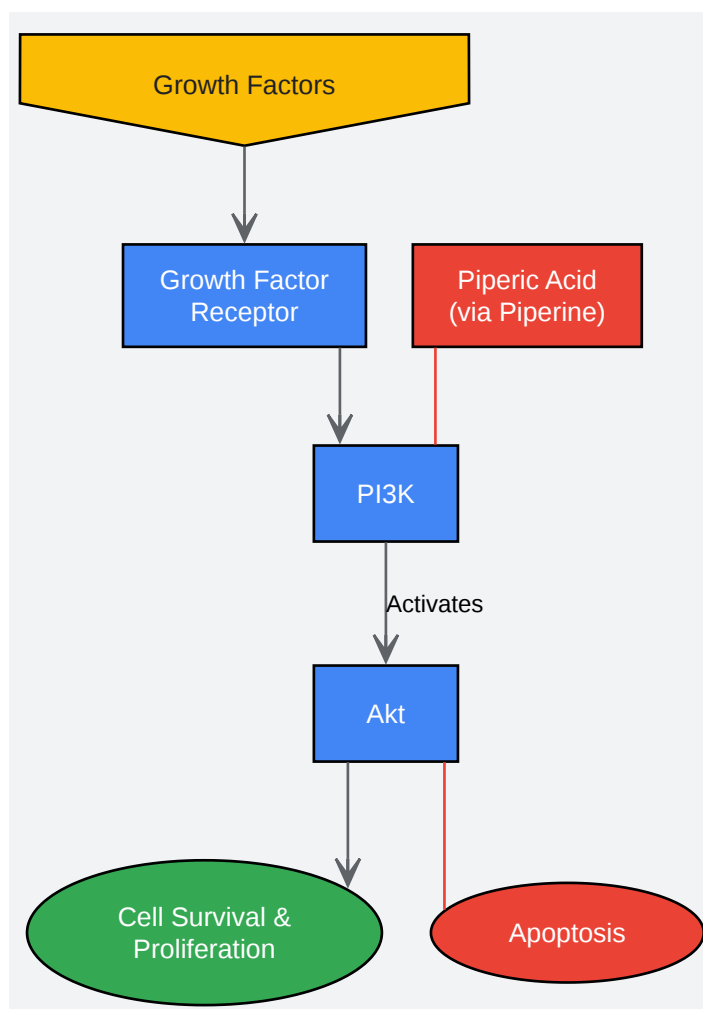 Growth Factors
Growth Factor
Receptor
Piperic Acid
(via Piperine)
PI3K
Activates
Akt
Cell Survival &
Proliferation
Apoptosis